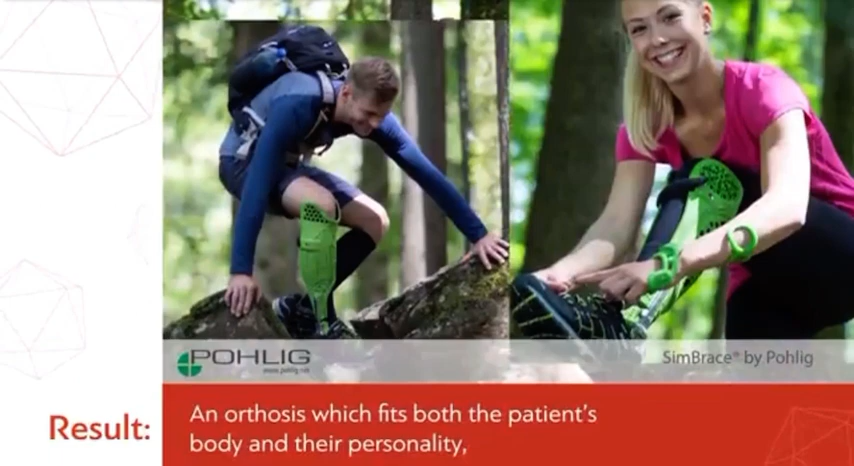 POHLIG
www.pohlig.net
SimBrace® by Pohlig
Result:
An orthosis which fits both the patient's
body and their personality,